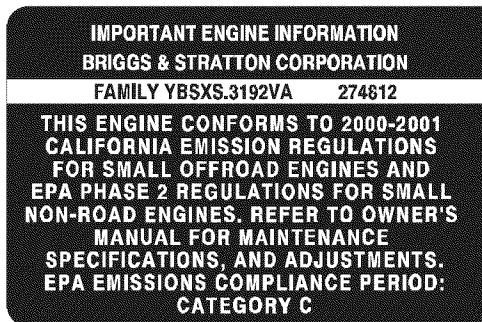 IMPORTANT ENGINE INFORMATION
BRIGGS & STRATTON CORPORATION
FAMILY YBSXS.3192VA 274812
THIS ENGINE CONFORMS TO 2000-2001
CALIFORNIA EMISSION REGULATIONS
FOR SMALL OFFROAD ENGINES AND
EPA PHASE 2 REGULATIONS FOR SMALL
NON-ROAD ENGINES. REFER TO OWNER'S
MANUAL FOR MAINTENANCE
SPECIFICATIONS, AND ADJUSTMENTS.
EPA EMISSIONS COMPLIANCE PERIOD:
CATEGORY C